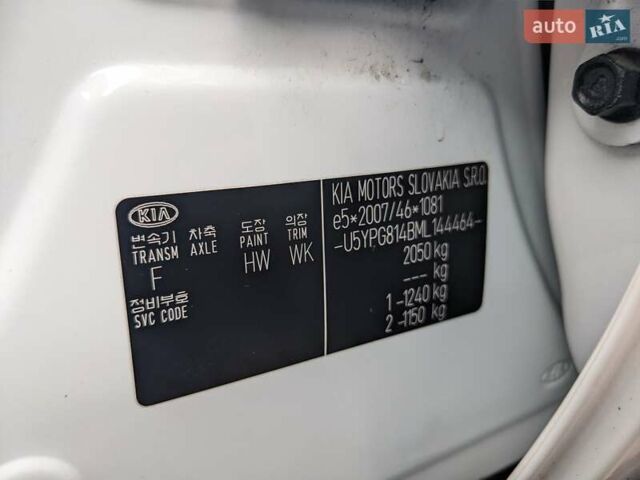 auto RIA.com
KIA
변속기 차축 도장 의장
TRANSM AXLE PAINT TRIM
F HW WK
정비부호
SVC CODE
KIA MOTORS SLOVAKIA S.R.O.
e5*2007/46*1081
-U5YPG814BML144464-
2050 kg
--- kg
1 -1240 kg
2 -1150 kg